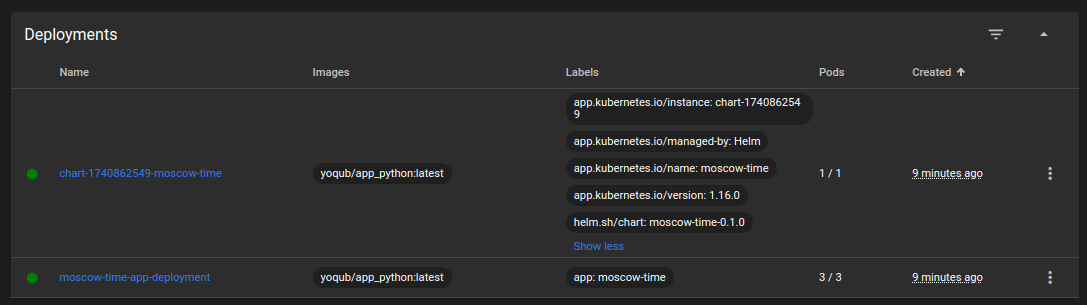 Deployments
Name Images Labels Pods Created
chart-1740862549-moscow-time yoqub/app_python:latest app.kubernetes.io/instance: chart-174086254
9
app.kubernetes.io/managed-by: Helm
app.kubernetes.io/name: moscow-time
app.kubernetes.io/version: 1.16.0
helm.sh/chart: moscow-time-0.1.0
Show less
1 / 1 9 minutes ago
moscow-time-app-deployment yoqub/app_python:latest app: moscow-time 3 / 3 9 minutes ago